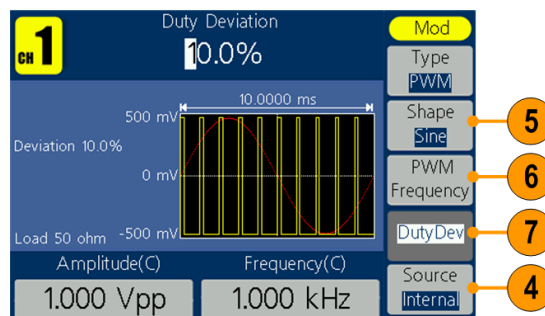 CH 1
Duty Deviation
10.0%
Mod
Type
PWM
Shape
Sine
5
PWM
Frequency
6
DutyDev
7
Source
Internal
4
10.0000 ms
500 mV
Deviation 10.0%
0 mV
Load 50 ohm
-500 mV
Amplitude(C)
1.000 Vpp
Frequency(C)
1.000 kHz